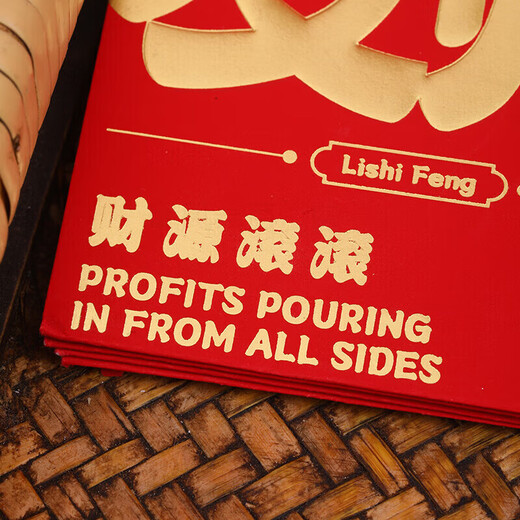 Lishi Feng
财源滚滚
PROFITS POURING
IN FROM ALL SIDES